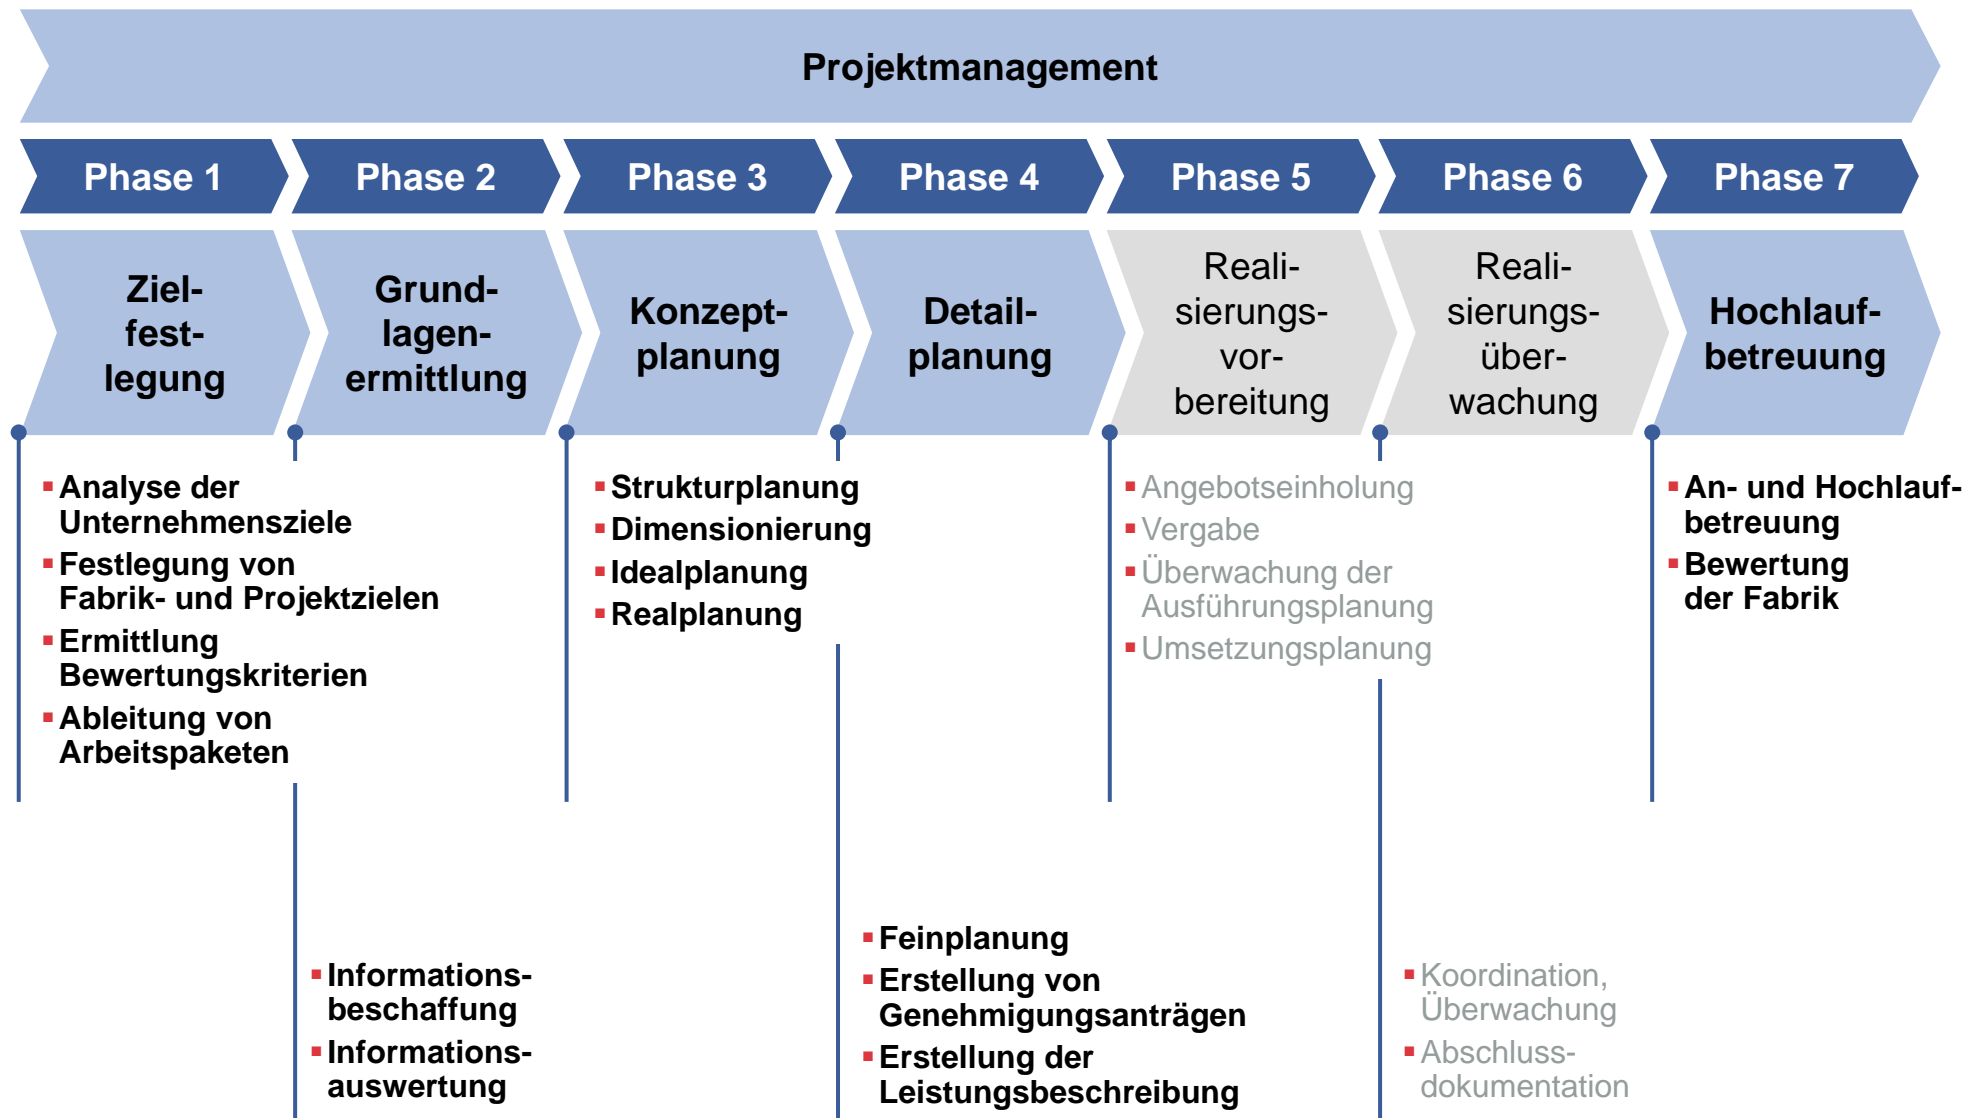 Projektmanagement
Phase 1
Phase 2
Phase 3
Phase 4
Phase 5
Phase 6
Phase 7
Ziel-
fest-
legung
Grund-
lagen-
ermittlung
Konzept-
planung
Detail-
planung
Reali-
sierungs-
vor-
bereitung
Reali-
sierungs-
über-
wachung
Hochlauf-
betreuung
Analyse der
Unternehmensziele
Festlegung von
Fabrik- und Projektzielen
Ermittlung
Bewertungskriterien
Ableitung von
Arbeitspaketen
Informations-
beschaffung
Informations-
auswertung
Strukturplanung
Dimensionierung
Idealplanung
Realplanung
Feinplanung
Erstellung von
Genehmigungsanträgen
Erstellung der
Leistungsbeschreibung
Angebotseinholung
Vergabe
Überwachung der
Ausführungsplanung
Umsetzungsplanung
Koordination,
Überwachung
Abschluss-
dokumentation
An- und Hochlauf-
betreuung
Bewertung
der Fabrik